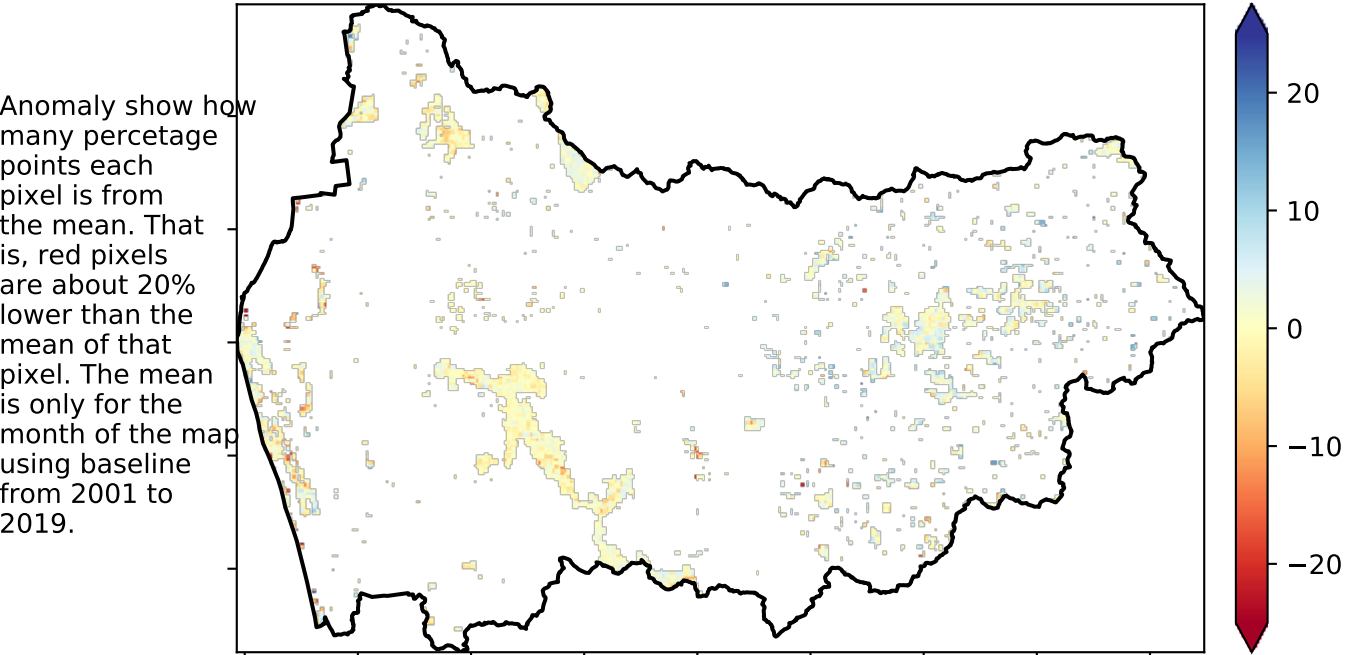 Anomaly show how
many percetage
points each
pixel is from
the mean. That
is, red pixels
are about 20%
lower than the
mean of that
pixel. The mean
is only for the
month of the map
using baseline
from 2001 to
2019.
20
10
0
−10
−20